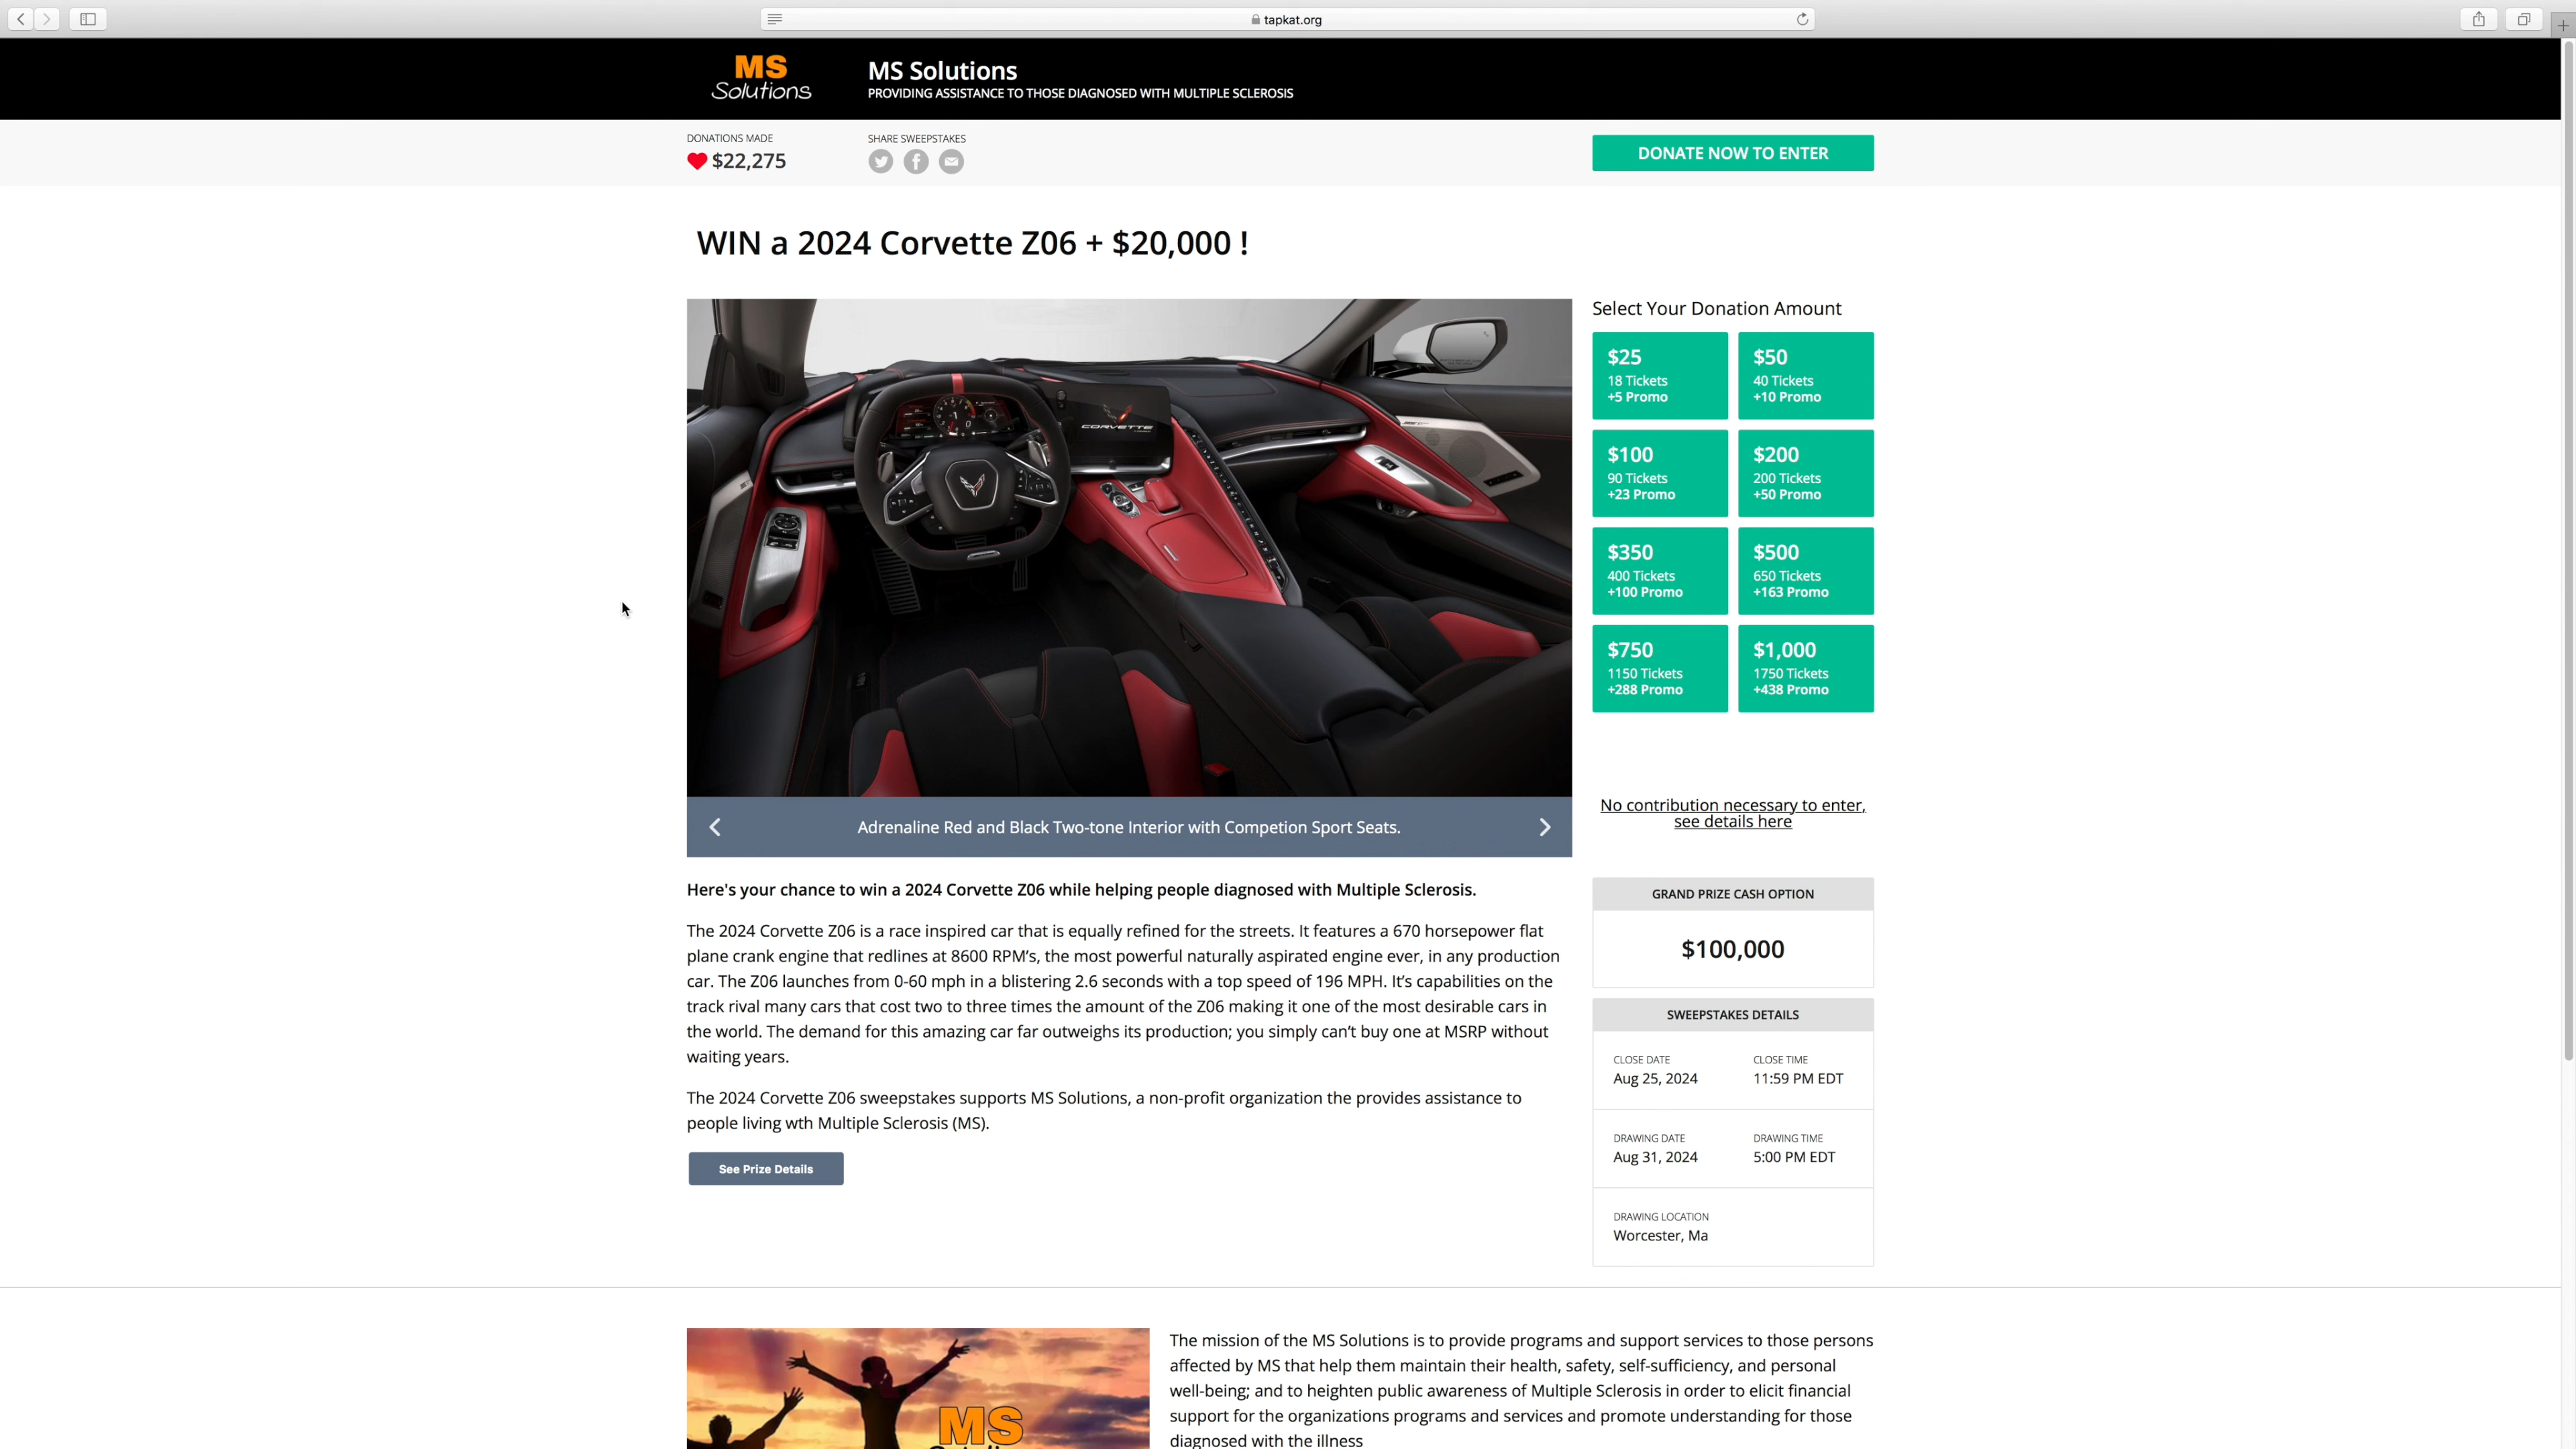 tapkat.org
MS
Solutions
MS Solutions
PROVIDING ASSISTANCE TO THOSE DIAGNOSED WITH MULTIPLE SCLEROSIS
DONATIONS MADE
$22,275
SHARE SWEEPSTAKES
DONATE NOW TO ENTER
WIN a 2024 Corvette Z06 + $20,000 !
CORVETTE
Adrenaline Red and Black Two-tone Interior with Competion Sport Seats.
Select Your Donation Amount
$25
18 Tickets
+5 Promo
$50
40 Tickets
+10 Promo
$100
90 Tickets
+23 Promo
$200
200 Tickets
+50 Promo
$350
400 Tickets
+100 Promo
$500
650 Tickets
+163 Promo
$750
1150 Tickets
+288 Promo
$1,000
1750 Tickets
+438 Promo
No contribution necessary to enter,
see details here
Here's your chance to win a 2024 Corvette Z06 while helping people diagnosed with Multiple Sclerosis.
The 2024 Corvette Z06 is a race inspired car that is equally refined for the streets. It features a 670 horsepower flat
plane crank engine that redlines at 8600 RPM's, the most powerful naturally aspirated engine ever, in any production
car. The Z06 launches from 0-60 mph in a blistering 2.6 seconds with a top speed of 196 MPH. It's capabilities on the
track rival many cars that cost two to three times the amount of the Z06 making it one of the most desirable cars in
the world. The demand for this amazing car far outweighs its production; you simply can't buy one at MSRP without
waiting years.
The 2024 Corvette Z06 sweepstakes supports MS Solutions, a non-profit organization the provides assistance to
people living wth Multiple Sclerosis (MS).
See Prize Details
GRAND PRIZE CASH OPTION
$100,000
SWEEPSTAKES DETAILS
CLOSE DATE
Aug 25, 2024
CLOSE TIME
11:59 PM EDT
DRAWING DATE
Aug 31, 2024
DRAWING TIME
5:00 PM EDT
DRAWING LOCATION
Worcester, Ma
MS
The mission of the MS Solutions is to provide programs and support services to those persons
affected by MS that help them maintain their health, safety, self-sufficiency, and personal
well-being; and to heighten public awareness of Multiple Sclerosis in order to elicit financial
support for the organizations programs and services and promote understanding for those
diagnosed with the illness